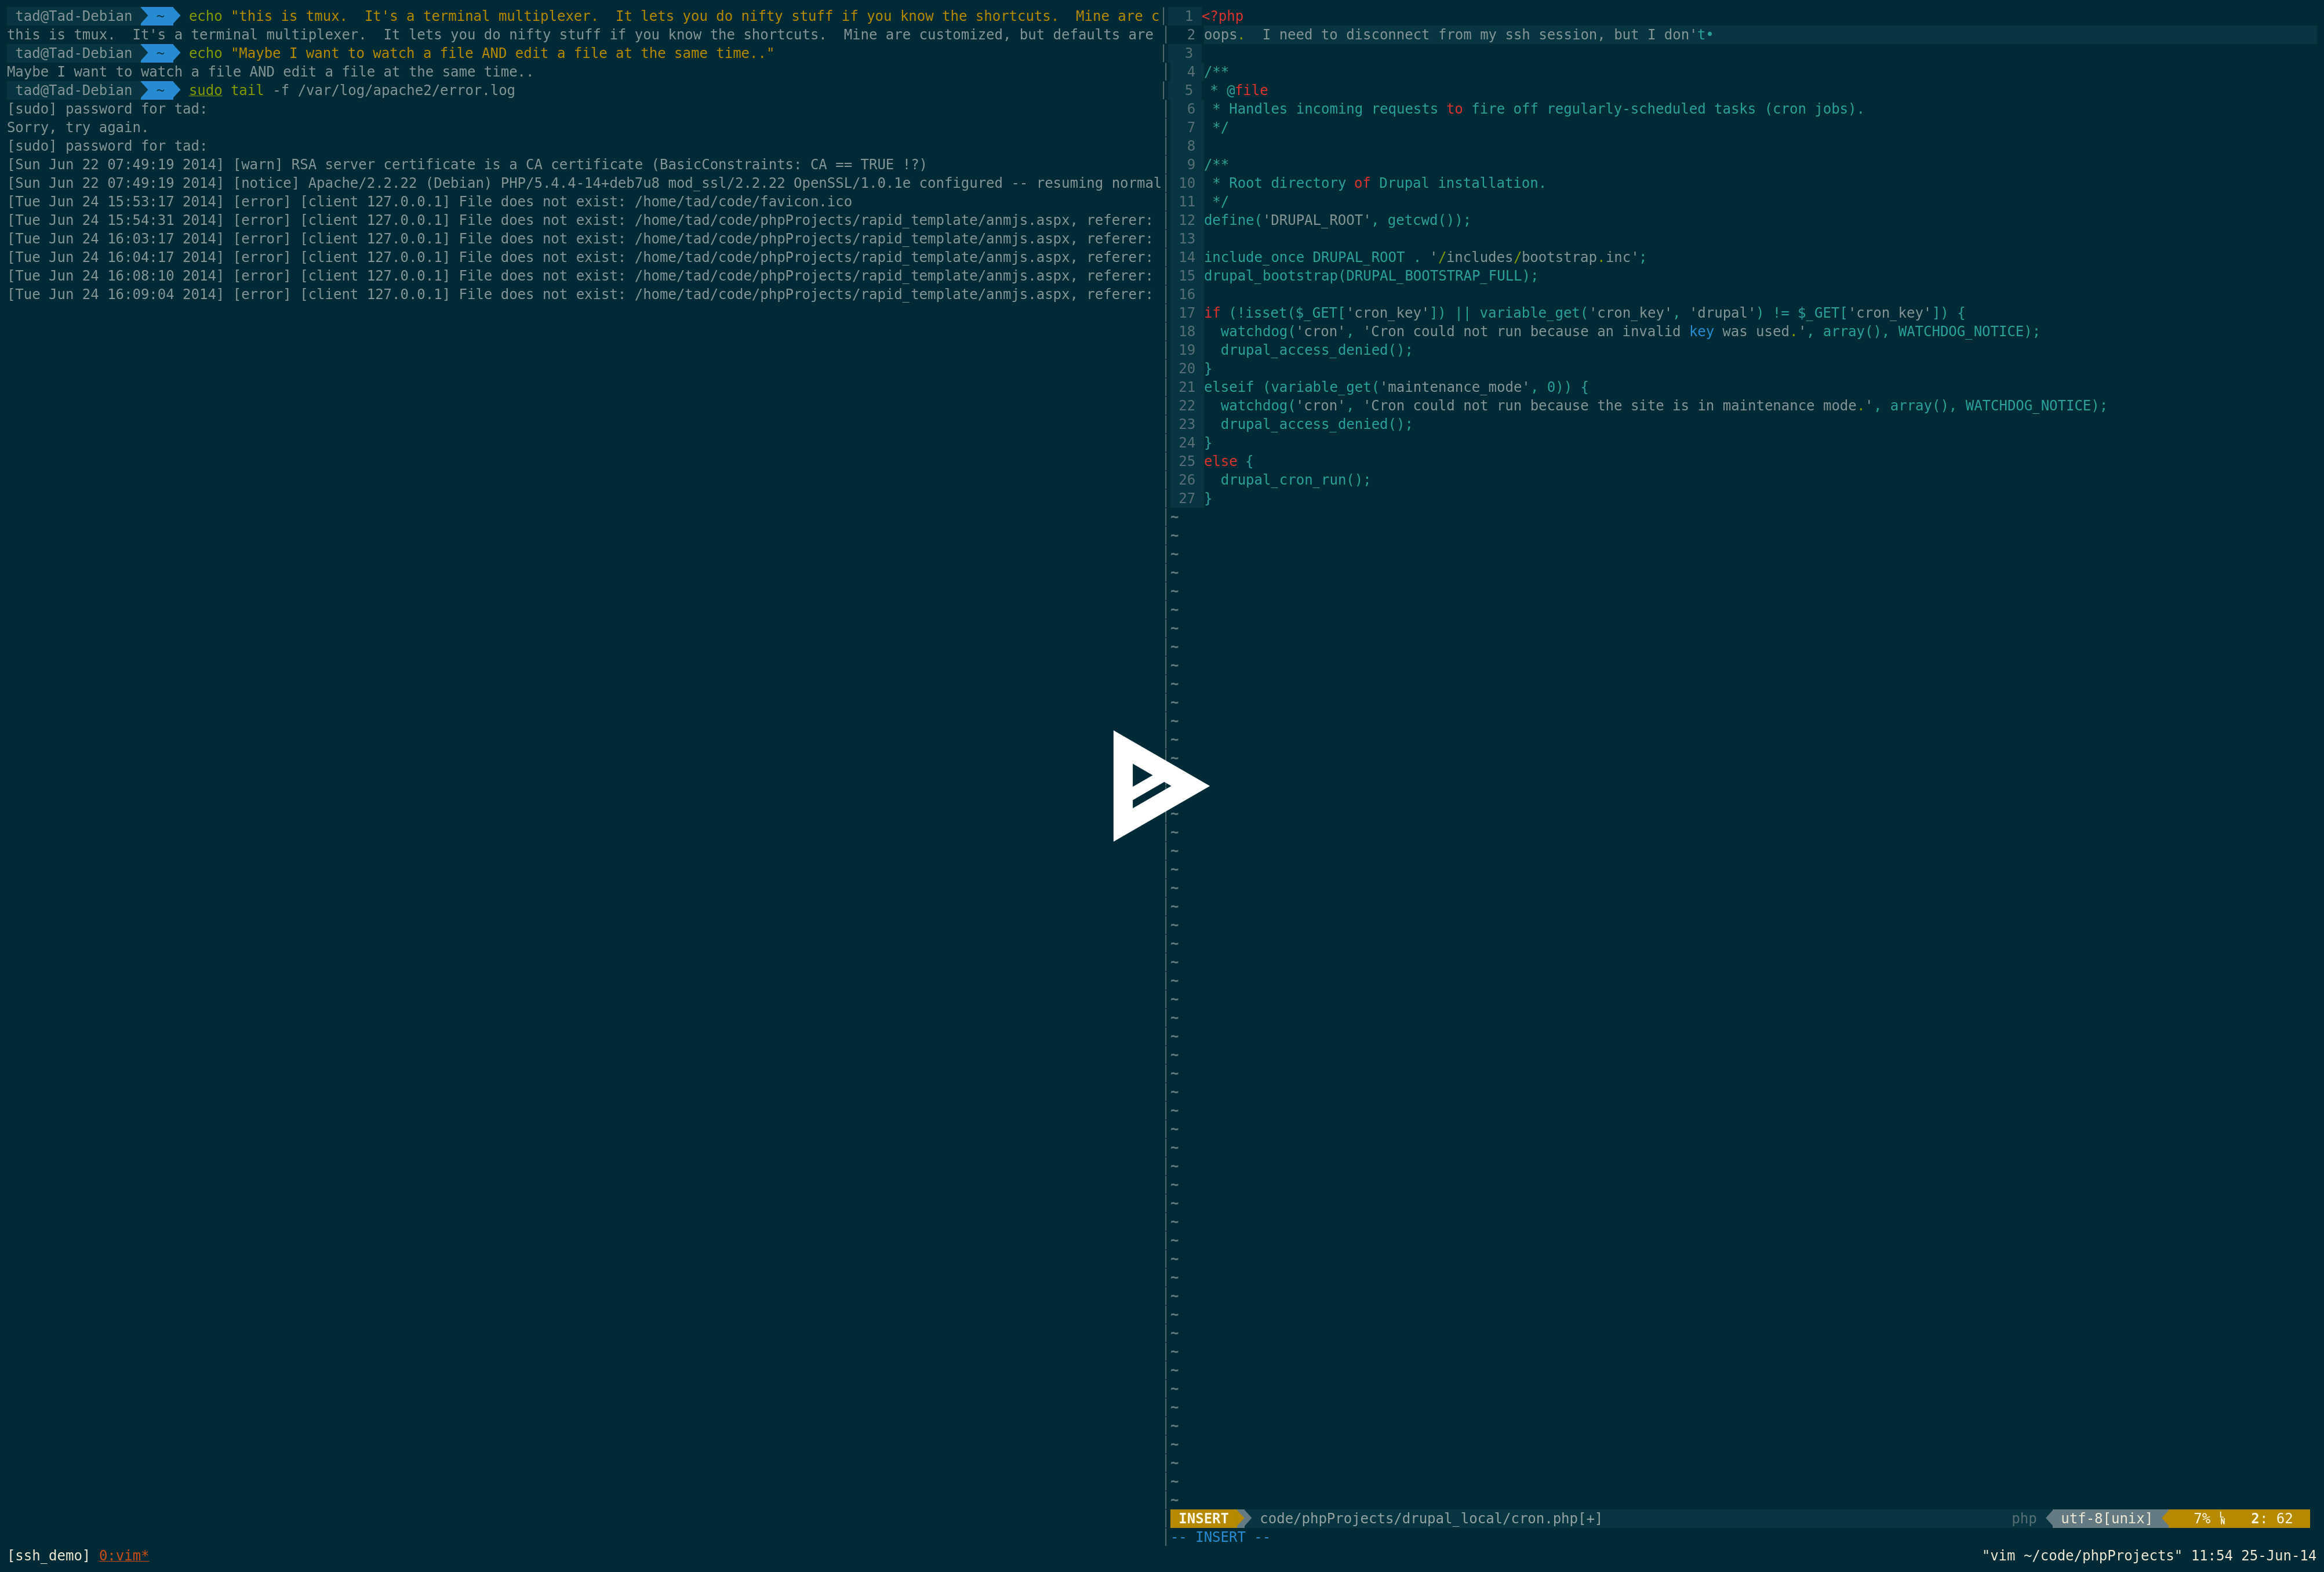 tad@Tad-Debian ~ echo "this is tmux.  It's a terminal multiplexer.  It lets you do nifty stuff if you know the shortcuts.  Mine are c
this is tmux.  It's a terminal multiplexer.  It lets you do nifty stuff if you know the shortcuts.  Mine are customized, but defaults are
tad@Tad-Debian ~ echo "Maybe I want to watch a file AND edit a file at the same time.."
Maybe I want to watch a file AND edit a file at the same time..
tad@Tad-Debian ~ sudo tail -f /var/log/apache2/error.log
[sudo] password for tad:
Sorry, try again.
[sudo] password for tad:
[Sun Jun 22 07:49:19 2014] [warn] RSA server certificate is a CA certificate (BasicConstraints: CA == TRUE !?)
[Sun Jun 22 07:49:19 2014] [notice] Apache/2.2.22 (Debian) PHP/5.4.4-14+deb7u8 mod_ssl/2.2.22 OpenSSL/1.0.1e configured -- resuming normal
[Tue Jun 24 15:53:17 2014] [error] [client 127.0.0.1] File does not exist: /home/tad/code/favicon.ico
[Tue Jun 24 15:54:31 2014] [error] [client 127.0.0.1] File does not exist: /home/tad/code/phpProjects/rapid_template/anmjs.aspx, referer:
[Tue Jun 24 16:03:17 2014] [error] [client 127.0.0.1] File does not exist: /home/tad/code/phpProjects/rapid_template/anmjs.aspx, referer:
[Tue Jun 24 16:04:17 2014] [error] [client 127.0.0.1] File does not exist: /home/tad/code/phpProjects/rapid_template/anmjs.aspx, referer:
[Tue Jun 24 16:08:10 2014] [error] [client 127.0.0.1] File does not exist: /home/tad/code/phpProjects/rapid_template/anmjs.aspx, referer:
[Tue Jun 24 16:09:04 2014] [error] [client 127.0.0.1] File does not exist: /home/tad/code/phpProjects/rapid_template/anmjs.aspx, referer:
1 <?php
2 oops.  I need to disconnect from my ssh session, but I don't•
3
4 /**
5  * @file
6  * Handles incoming requests to fire off regularly-scheduled tasks (cron jobs).
7  */
8
9 /**
10  * Root directory of Drupal installation.
11  */
12 define('DRUPAL_ROOT', getcwd());
13
14 include_once DRUPAL_ROOT . '/includes/bootstrap.inc';
15 drupal_bootstrap(DRUPAL_BOOTSTRAP_FULL);
16
17 if (!isset($_GET['cron_key']) || variable_get('cron_key', 'drupal') != $_GET['cron_key']) {
18   watchdog('cron', 'Cron could not run because an invalid key was used.', array(), WATCHDOG_NOTICE);
19   drupal_access_denied();
20 }
21 elseif (variable_get('maintenance_mode', 0)) {
22   watchdog('cron', 'Cron could not run because the site is in maintenance mode.', array(), WATCHDOG_NOTICE);
23   drupal_access_denied();
24 }
25 else {
26   drupal_cron_run();
27 }
INSERT code/phpProjects/drupal_local/cron.php[+] php utf-8[unix] 7% LN 2: 62
-- INSERT --
[ssh_demo] 0:vim* "vim ~/code/phpProjects" 11:54 25-Jun-14